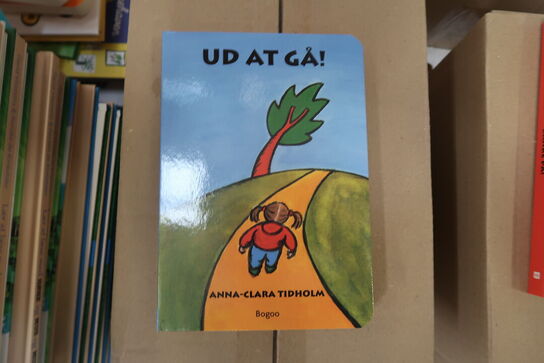 UD AT GÅ!
ANNA-CLARA TIDHOLM
Bogoo